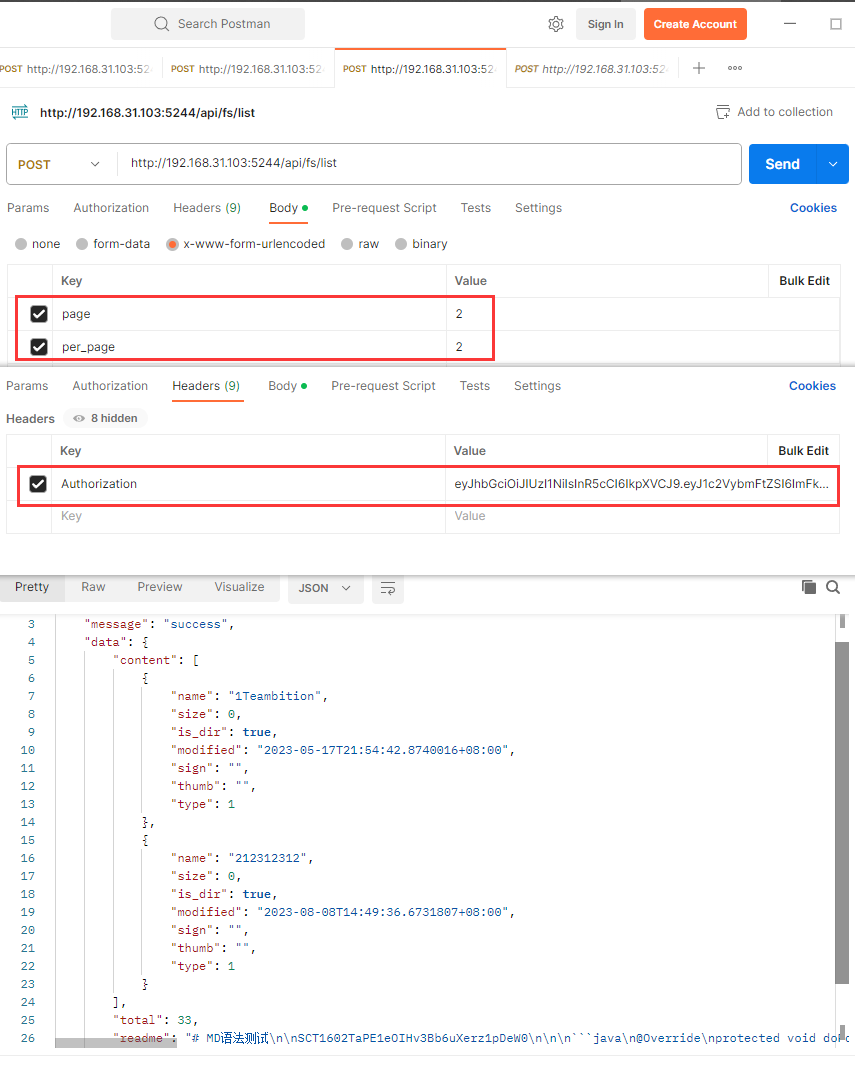 Search Postman
Sign In
Create Account
POST http://192.168.31.103:52
POST http://192.168.31.103:52
POST http://192.168.31.103:52
POST http://192.168.31.103:52
HTTP http://192.168.31.103:5244/api/fs/list
Add to collection
POST http://192.168.31.103:5244/api/fs/list
Send
Params Authorization Headers (9) Body Pre-request Script Tests Settings Cookies
none form-data x-www-form-urlencoded raw binary
Key Value Bulk Edit
page 2
per_page 2
Params Authorization Headers (9) Body Pre-request Script Tests Settings Cookies
Headers 8 hidden
Key Value Bulk Edit
Authorization eyJhbGciOiJIUzI1NiIsInR5cCI6IkpXVCJ9.eyJ1c2VybmFtZSI6ImFk...
Key Value
Pretty Raw Preview Visualize JSON
3 "message": "success",
4 "data": {
5 "content": [
6 {
7 "name": "1Teambition",
8 "size": 0,
9 "is_dir": true,
10 "modified": "2023-05-17T21:54:42.8740016+08:00",
11 "sign": "",
12 "thumb": "",
13 "type": 1
14 },
15 {
16 "name": "212312312",
17 "size": 0,
18 "is_dir": true,
19 "modified": "2023-08-08T14:49:36.6731807+08:00",
20 "sign": "",
21 "thumb": "",
22 "type": 1
23 }
24 ],
25 "total": 33,
26 "readme": "# MD语法测试\n\nSCT1602TaPE1eOIHv3Bb6uXerz1pDeW0\n\n\n```java\n@Override\nprotected void doF